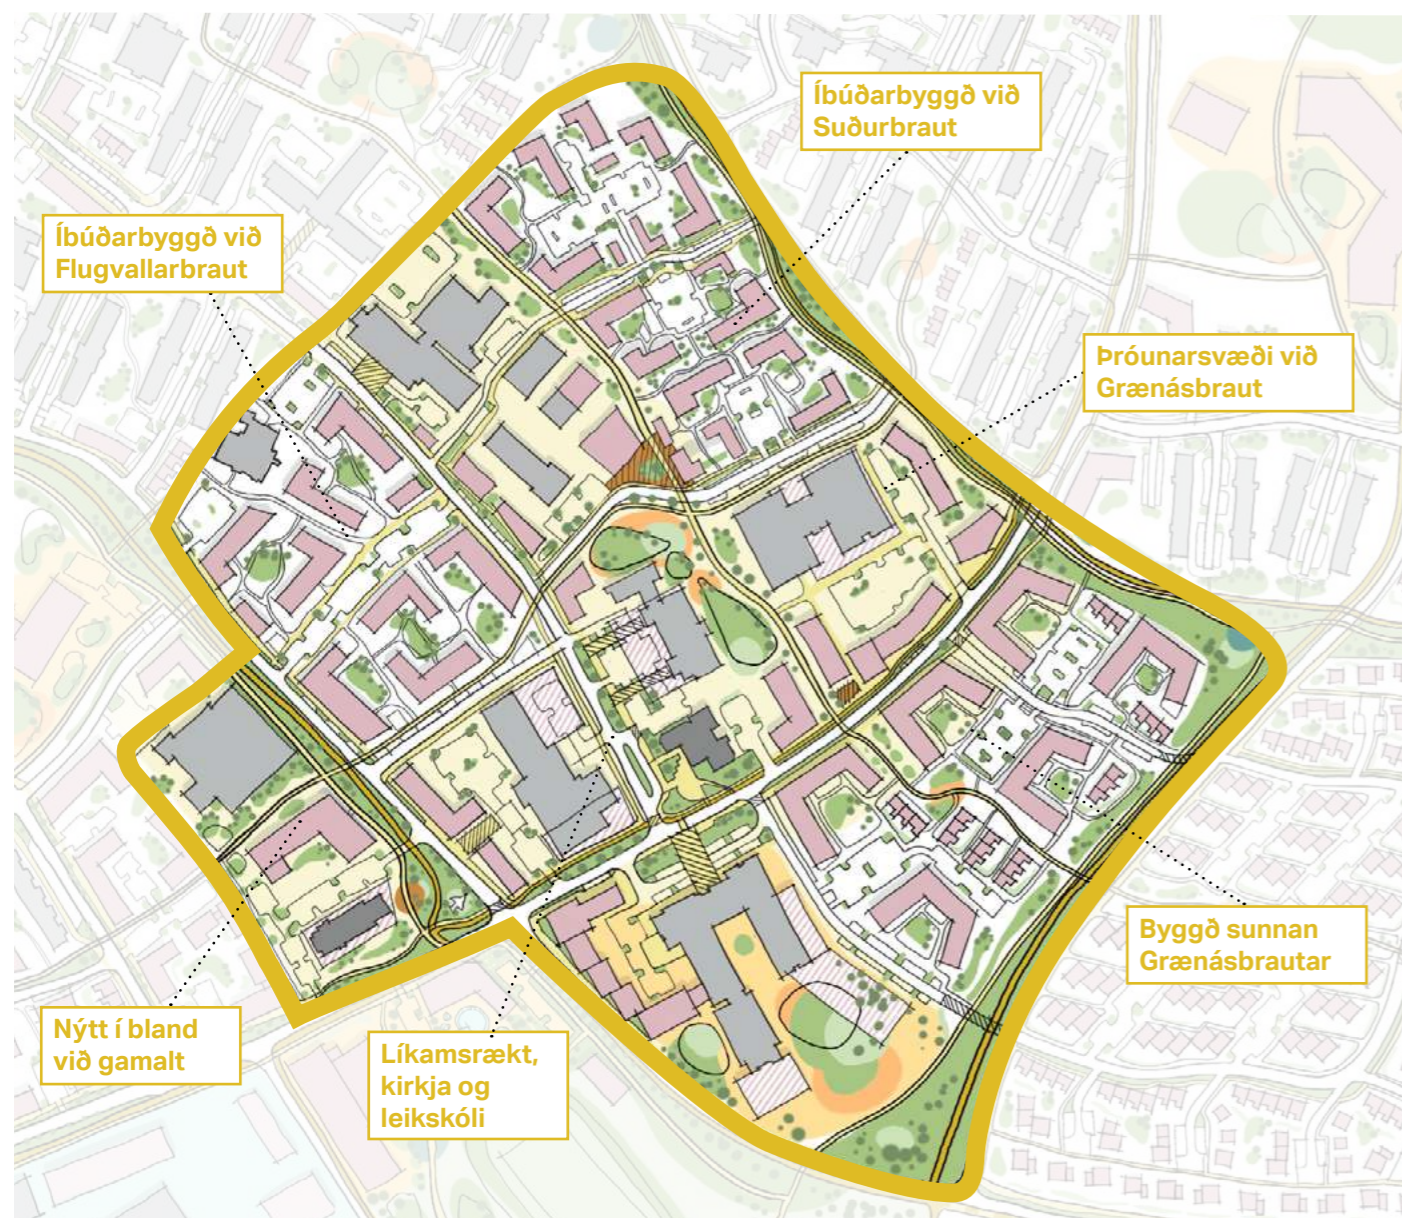 Íbúðarbyggð við
Suðurbraut
Íbúðarbyggð við
Flugvallarbraut
Þróunarsvæði við
Grænásbraut
Byggð sunnan
Grænásbrautar
Nýtt í bland
við gamalt
Líkamsrækt,
kirkja og
leikskóli